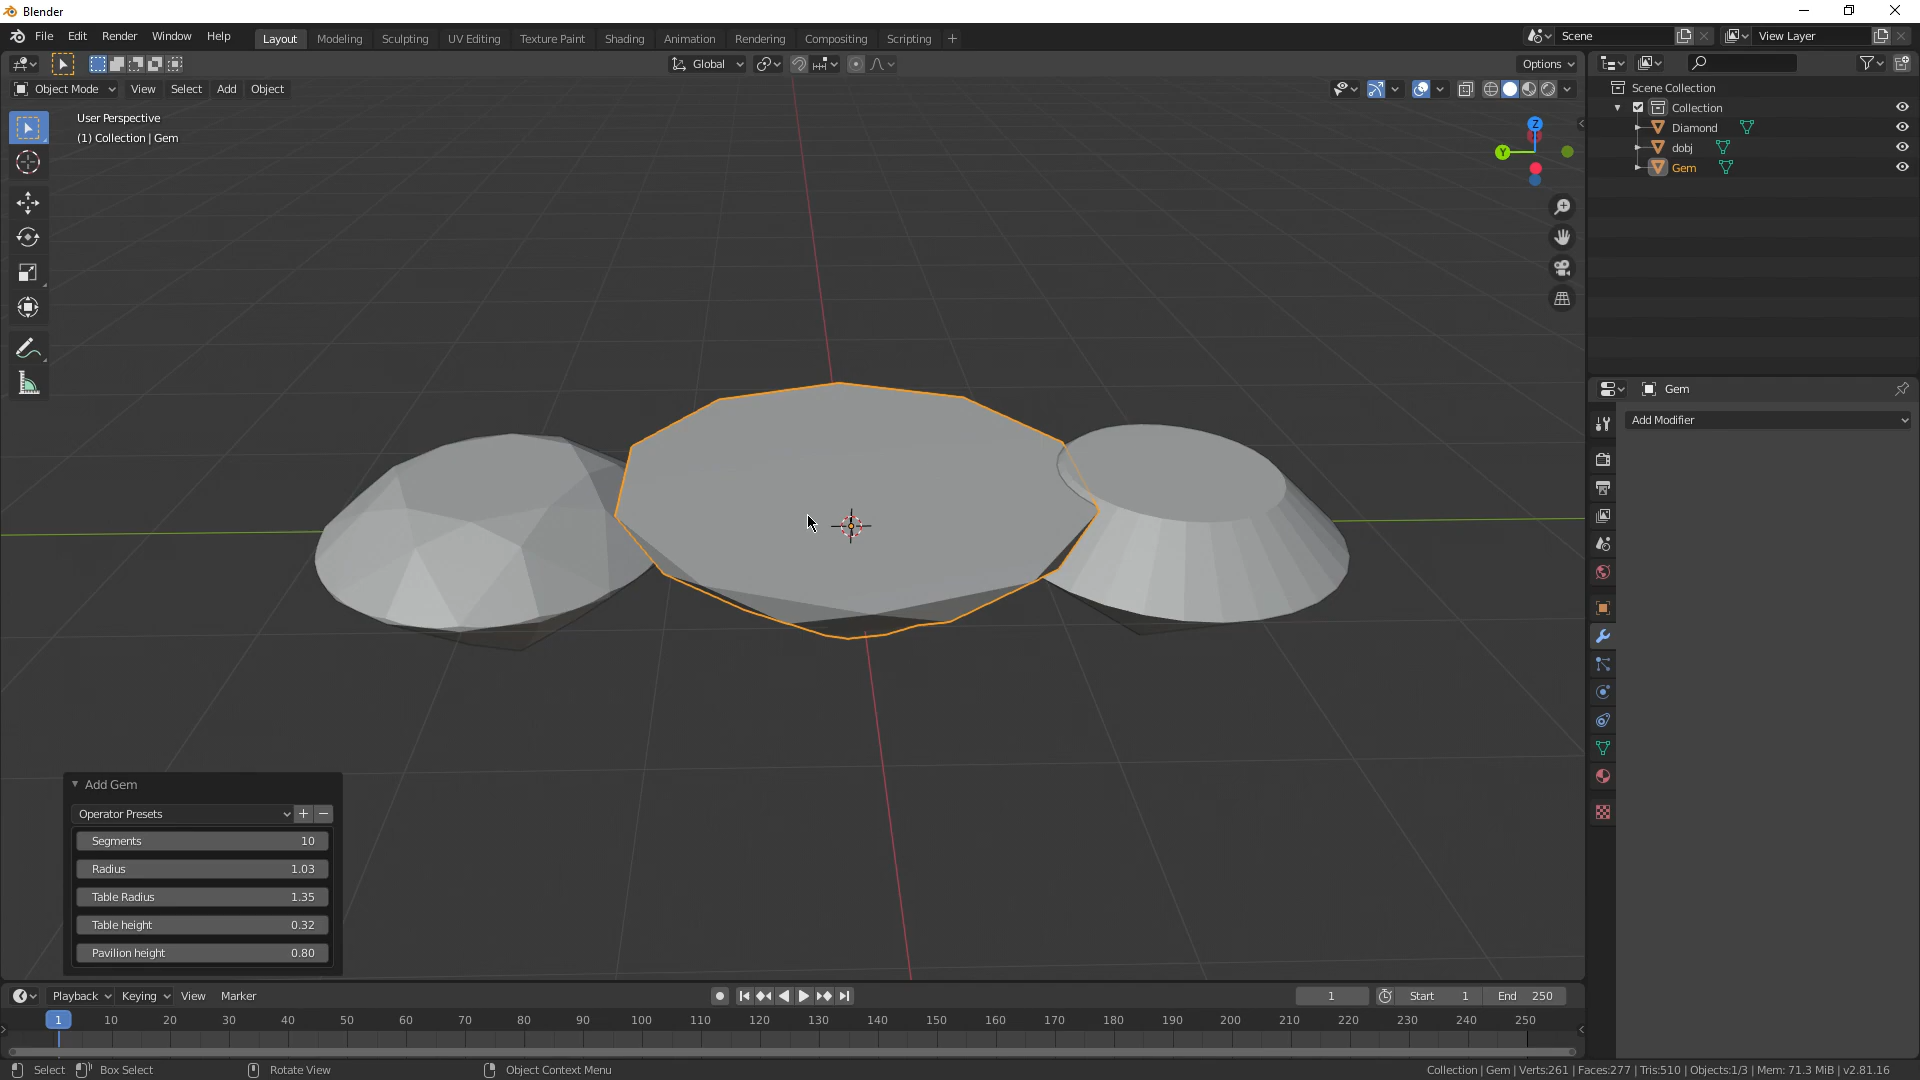 Blender
File Edit Render Window Help Layout Modeling Sculpting UV Editing Texture Paint Shading Animation Rendering Compositing Scripting + Scene View Layer
Global Options
Object Mode View Select Add Object
User Perspective
(1) Collection | Gem
Z
Y
Scene Collection
Collection
Diamond
dobj
Gem
Gem
Add Modifier
Add Gem
Operator Presets + −
Segments 10
Radius 1.03
Table Radius 1.35
Table height 0.32
Pavilion height 0.80
Playback Keying View Marker 1 Start 1 End 250
1 10 20 30 40 50 60 70 80 90 100 110 120 130 140 150 160 170 180 190 200 210 220 230 240 250
Select Box Select Rotate View Object Context Menu Collection | Gem | Verts:261 | Faces:277 | Tris:510 | Objects:1/3 | Mem: 71.3 MiB | v2.81.16